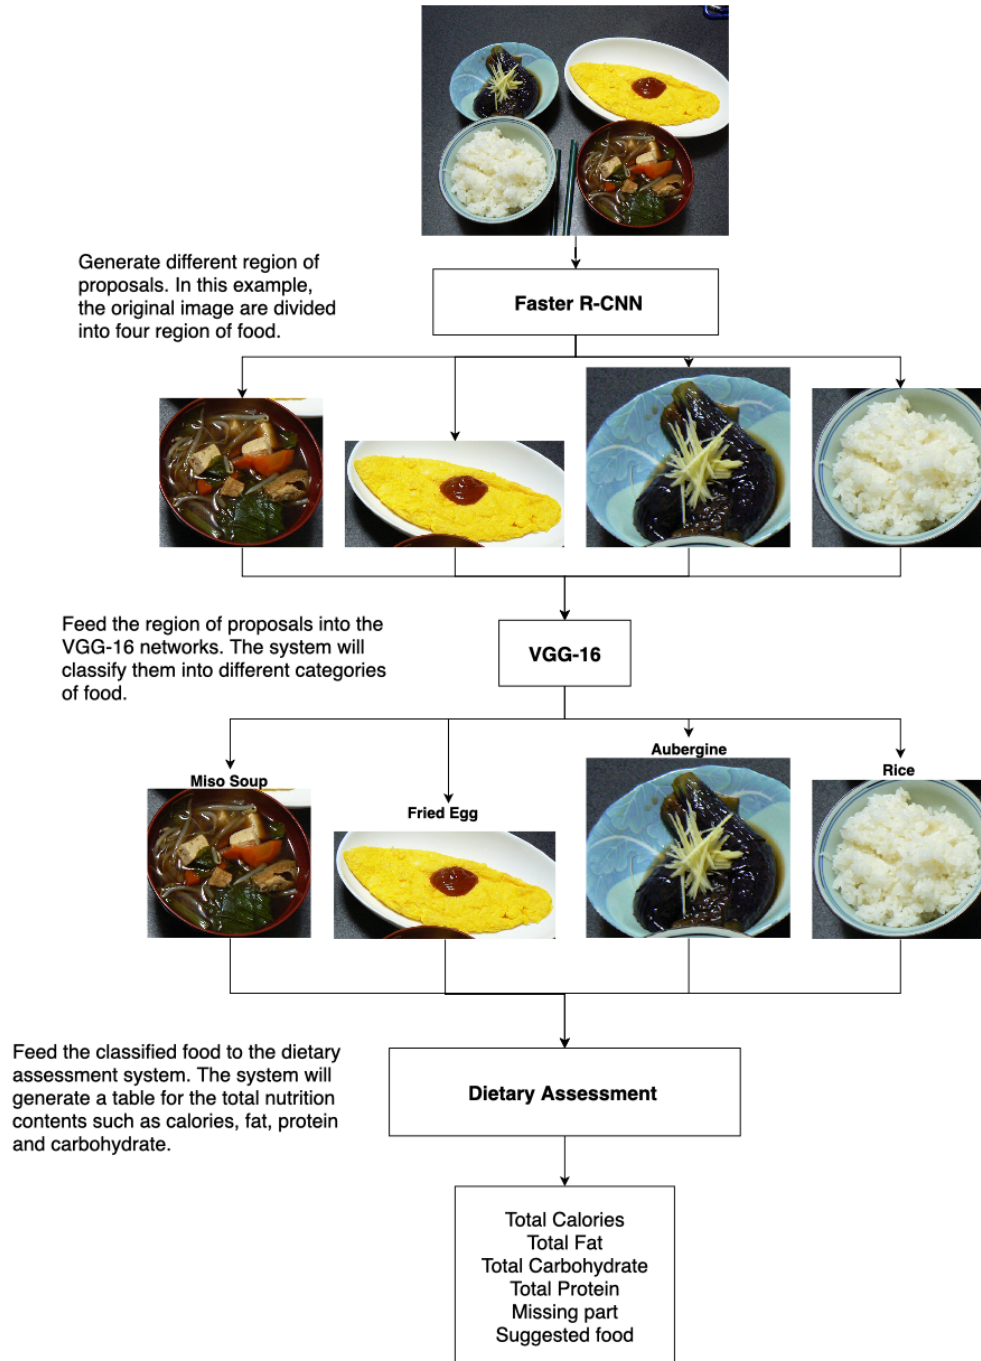 Generate different region of
proposals. In this example,
the original image are divided
into four region of food.
Faster R-CNN
Feed the region of proposals into the
VGG-16 networks. The system will
classify them into different categories
of food.
VGG-16
Miso Soup
Fried Egg
Aubergine
Rice
Feed the classified food to the dietary
assessment system. The system will
generate a table for the total nutrition
contents such as calories, fat, protein
and carbohydrate.
Dietary Assessment
Total Calories
Total Fat
Total Carbohydrate
Total Protein
Missing part
Suggested food